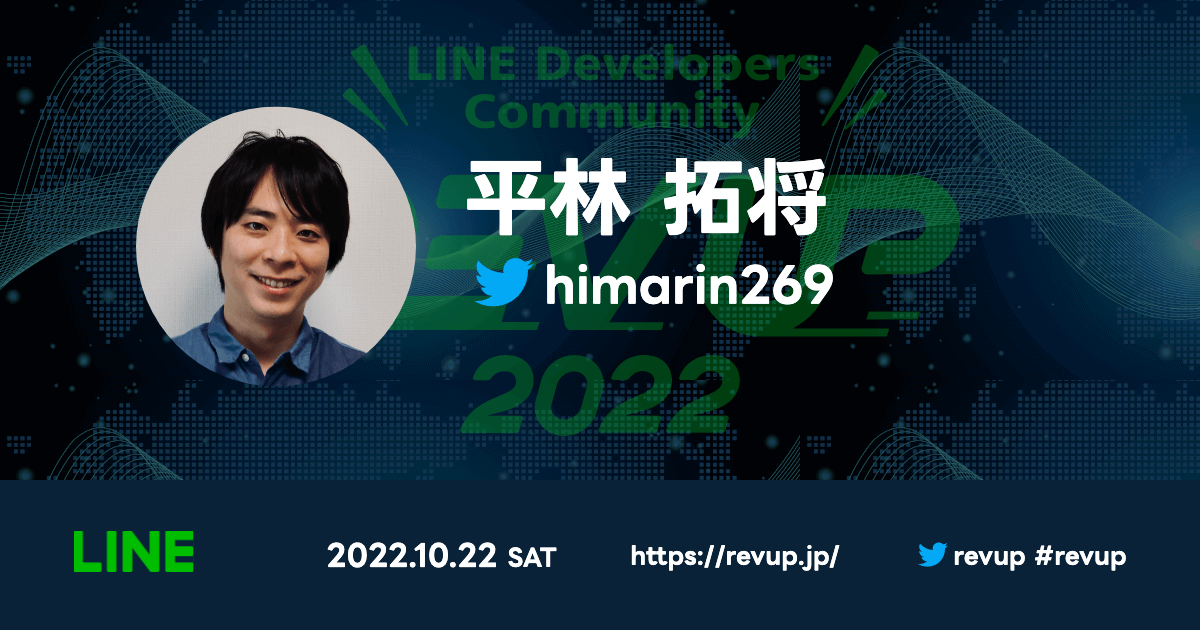 LINE Developers
Community
REVUP
2022
平林 拓将
himarin269
LINE
2022.10.22 SAT
https://revup.jp/
revup #revup